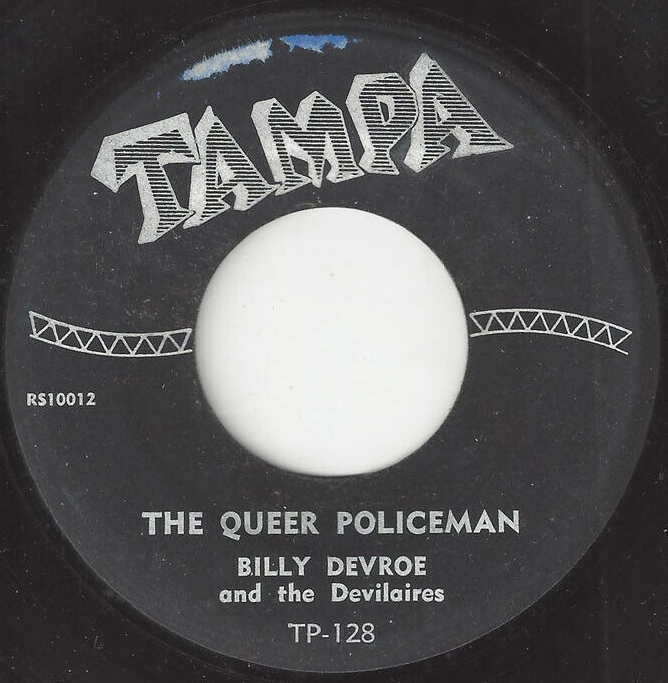 TAMPA
RS10012
THE QUEER POLICEMAN
BILLY DEVROE
and the Devilaires
TP-128